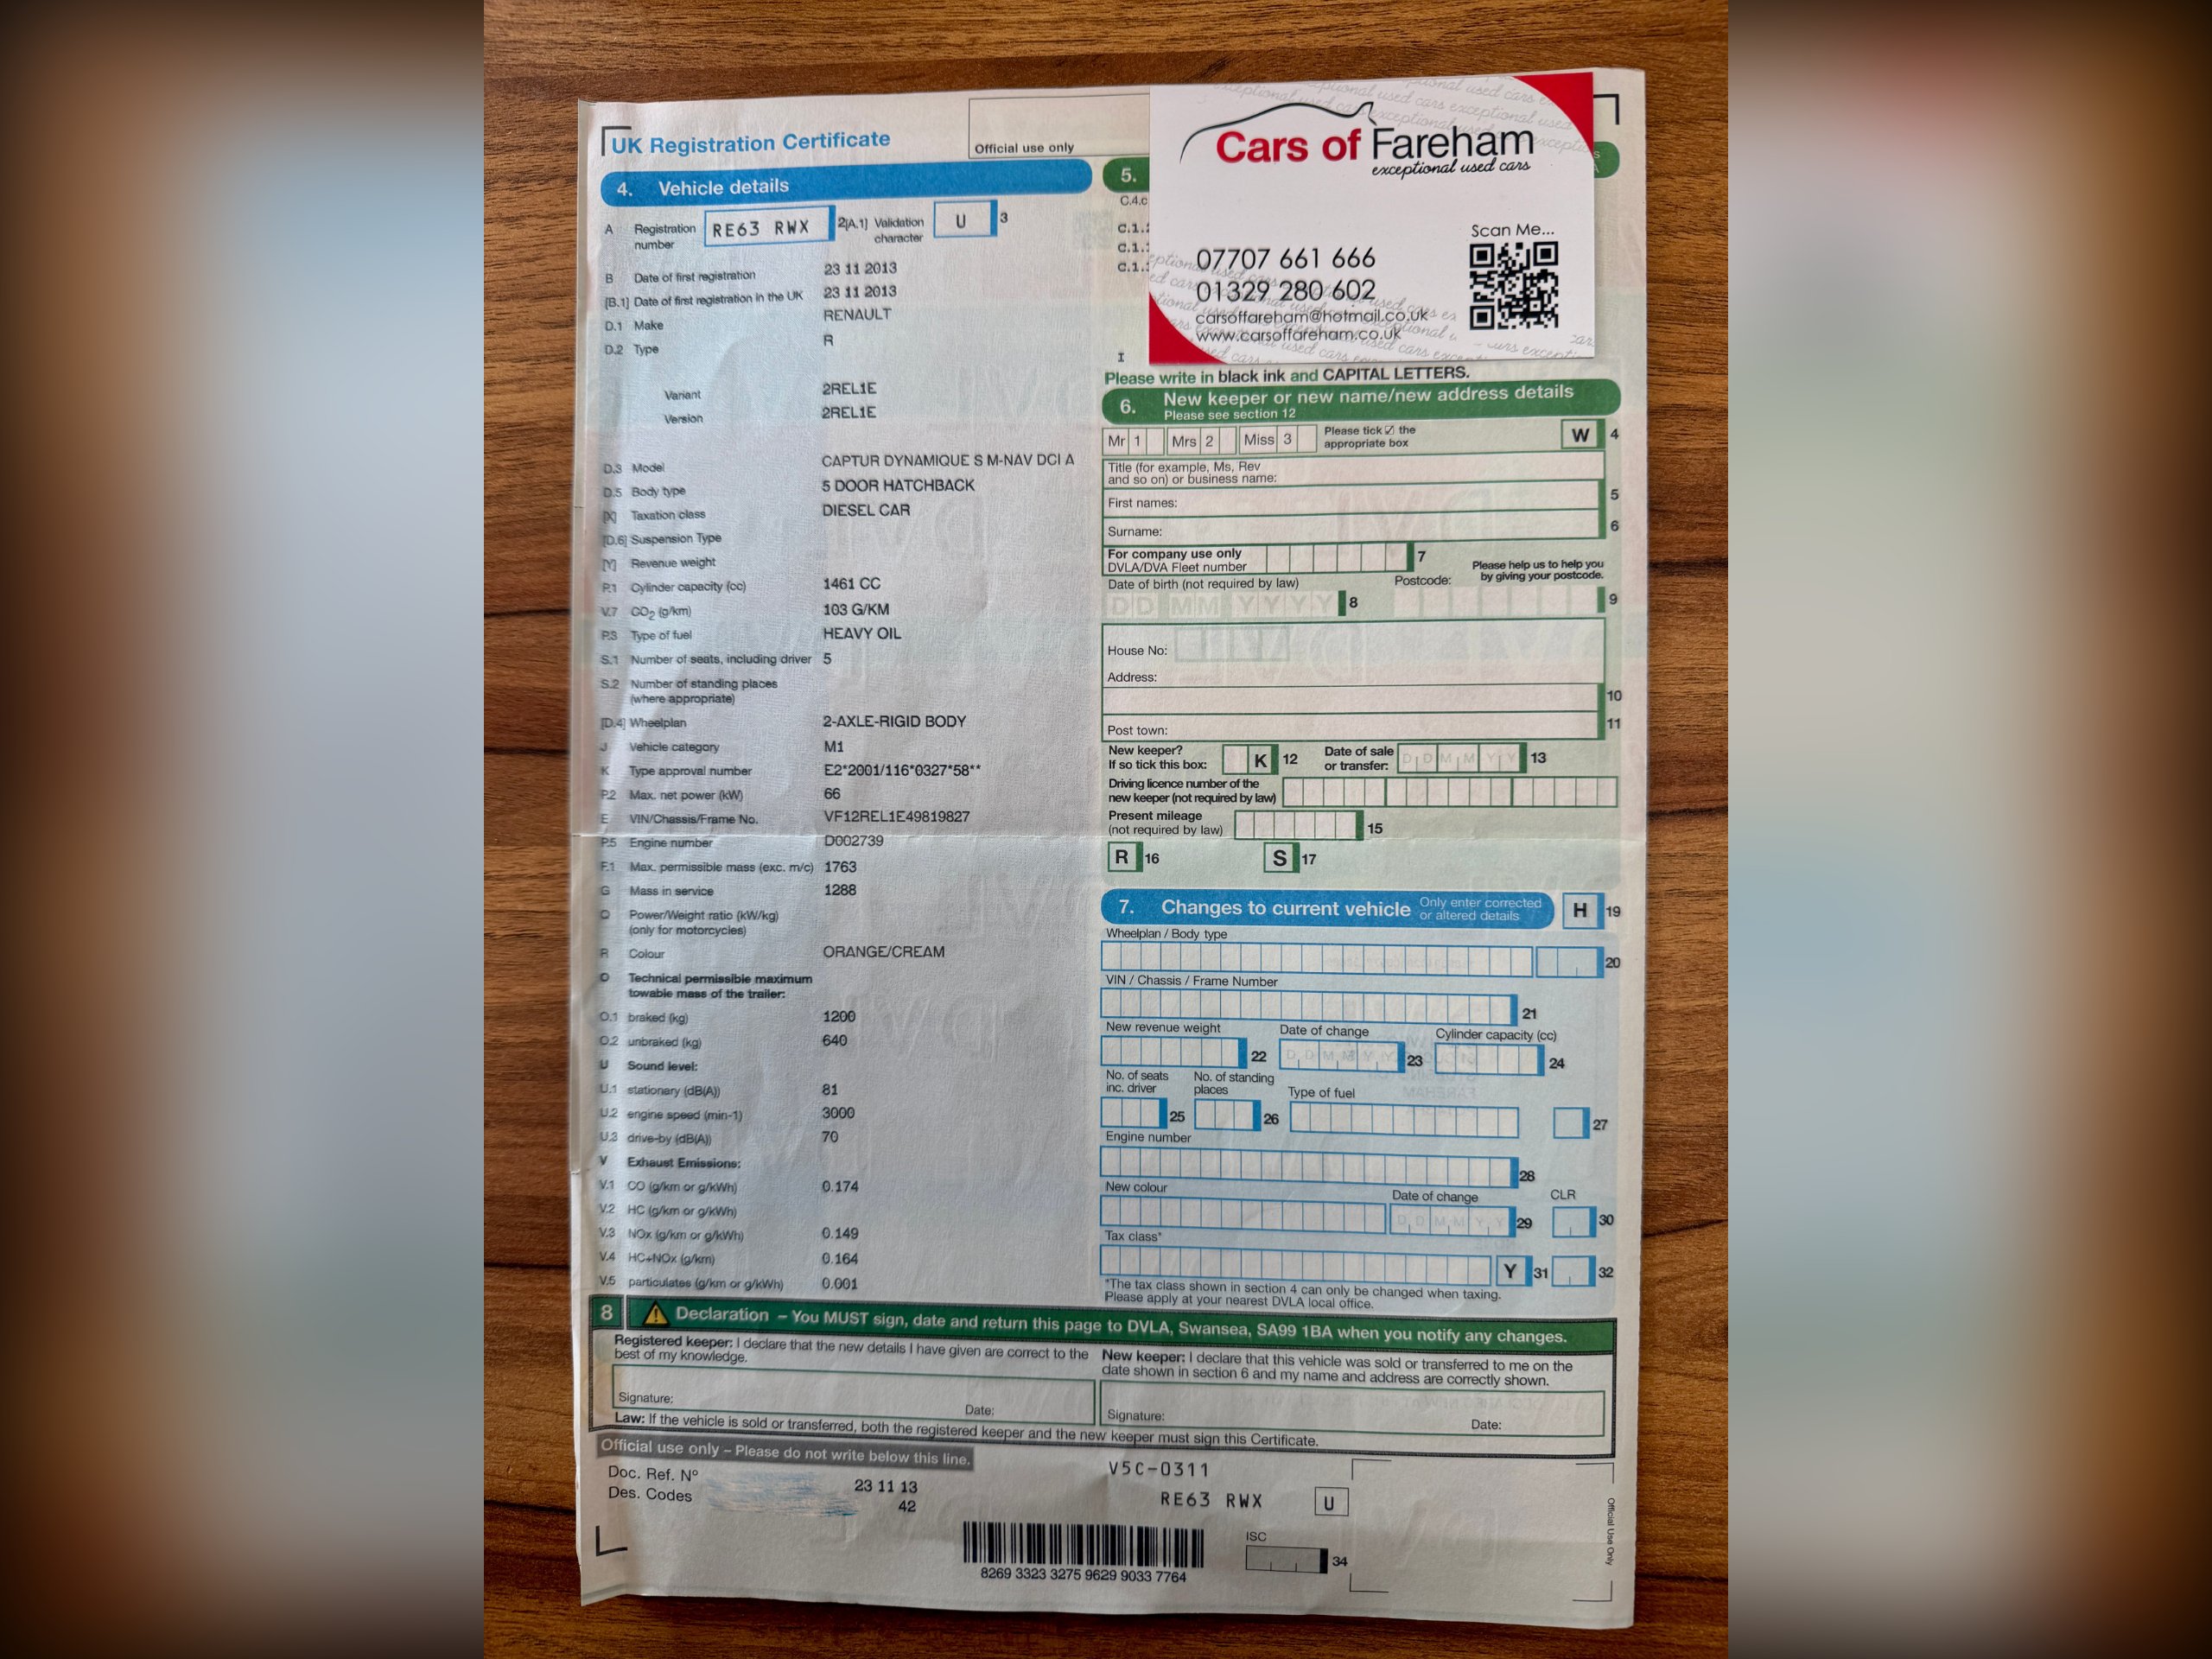 UK Registration Certificate
Official use only
4. Vehicle details
A Registration number RE63 RWX 2[A.1] Validation character U 3
B Date of first registration 23 11 2013
[B.1] Date of first registration in the UK 23 11 2013
D.1 Make RENAULT
D.2 Type R
Variant 2REL1E
Version 2REL1E
D.3 Model CAPTUR DYNAMIQUE S M-NAV DCI A
D.5 Body type 5 DOOR HATCHBACK
[X] Taxation class DIESEL CAR
[D.6] Suspension Type
[Y] Revenue weight
P.1 Cylinder capacity (cc) 1461 CC
V.7 CO2 (g/km) 103 G/KM
P.3 Type of fuel HEAVY OIL
S.1 Number of seats, including driver 5
S.2 Number of standing places
(where appropriate)
[D.4] Wheelplan 2-AXLE-RIGID BODY
J Vehicle category M1
K Type approval number E2*2001/116*0327*58**
P.2 Max. net power (kW) 66
E VIN/Chassis/Frame No. VF12REL1E49819827
P.5 Engine number D002739
F.1 Max. permissible mass (exc. m/c) 1763
G Mass in service 1288
Q Power/Weight ratio (kW/kg)
(only for motorcycles)
R Colour ORANGE/CREAM
O Technical permissible maximum
towable mass of the trailer:
O.1 braked (kg) 1200
O.2 unbraked (kg) 640
U Sound level:
U.1 stationary (dB(A)) 81
U.2 engine speed (min-1) 3000
U.3 drive-by (dB(A)) 70
V Exhaust Emissions:
V.1 CO (g/km or g/kWh) 0.174
V.2 HC (g/km or g/kWh)
V.3 NOx (g/km or g/kWh) 0.149
V.4 HC+NOx (g/km) 0.164
V.5 particulates (g/km or g/kWh) 0.001
5.
C.4.c
C.1.
C.1.
C.1.
I
Cars of Fareham
exceptional used cars
Scan Me...
07707 661 666
01329 280 602
carsoffareham@hotmail.co.uk
www.carsoffareham.co.uk
Please write in black ink and CAPITAL LETTERS.
6. New keeper or new name/new address details
Please see section 12
Mr 1 Mrs 2 Miss 3 Please tick ☑ the appropriate box W 4
Title (for example, Ms, Rev
and so on) or business name:
First names: 5
Surname: 6
For company use only
DVLA/DVA Fleet number 7
Please help us to help you
by giving your postcode.
Date of birth (not required by law) Postcode:
DD MM YYYY 8 9
House No:
Address:
10
11
Post town:
New keeper?
If so tick this box: K 12
Date of sale
or transfer: D D M M Y Y 13
Driving licence number of the
new keeper (not required by law)
Present mileage
(not required by law) 15
R 16 S 17
7. Changes to current vehicle Only enter corrected or altered details H 19
Wheelplan / Body type
20
VIN / Chassis / Frame Number
21
New revenue weight Date of change Cylinder capacity (cc)
22 D D M M Y Y 23 24
No. of seats inc. driver No. of standing places Type of fuel
25 26 27
Engine number
28
New colour Date of change CLR
D D M M Y Y 29 30
Tax class*
Y 31 32
*The tax class shown in section 4 can only be changed when taxing.
Please apply at your nearest DVLA local office.
8 Declaration – You MUST sign, date and return this page to DVLA, Swansea, SA99 1BA when you notify any changes.
Registered keeper: I declare that the new details I have given are correct to the
best of my knowledge.
Signature: Date:
New keeper: I declare that this vehicle was sold or transferred to me on the
date shown in section 6 and my name and address are correctly shown.
Signature: Date:
Law: If the vehicle is sold or transferred, both the registered keeper and the new keeper must sign this Certificate.
Official use only – Please do not write below this line.
Doc. Ref. Nº 23 11 13
Des. Codes 42
V5C-0311
RE63 RWX U
ISC
34
8269 3323 3275 9629 9033 7764
Official Use Only